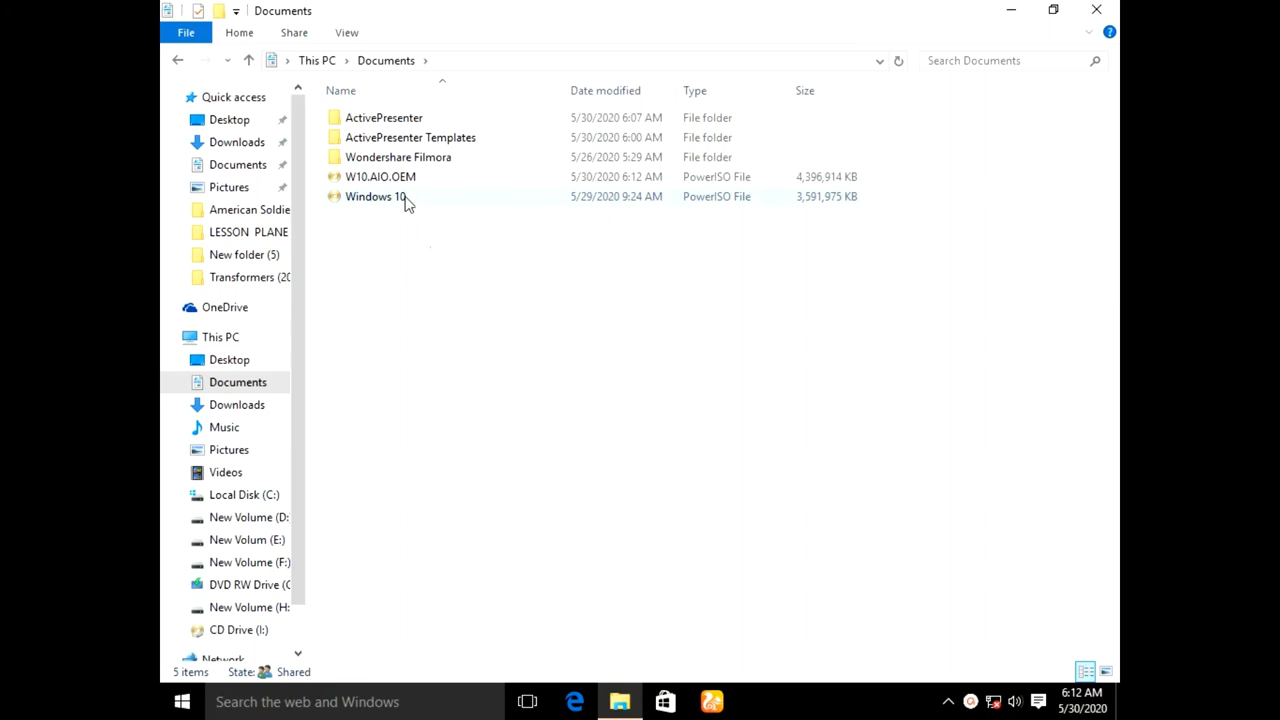 Documents
File Home Share View
This PC Documents Search Documents
Name Date modified Type Size
ActivePresenter 5/30/2020 6:07 AM File folder
ActivePresenter Templates 5/30/2020 6:00 AM File folder
Wondershare Filmora 5/26/2020 5:29 AM File folder
W10.AIO.OEM 5/30/2020 6:12 AM PowerISO File 4,396,914 KB
Windows 10 5/29/2020 9:24 AM PowerISO File 3,591,975 KB
Quick access
Desktop
Downloads
Documents
Pictures
American Soldie
LESSON PLANE
New folder (5)
Transformers (20
OneDrive
This PC
Desktop
Documents
Downloads
Music
Pictures
Videos
Local Disk (C:)
New Volume (D:
New Volum (E:)
New Volume (F:)
DVD RW Drive (
New Volume (H:
CD Drive (I:)
Network
5 items State: Shared
Search the web and Windows
6:12 AM
5/30/2020